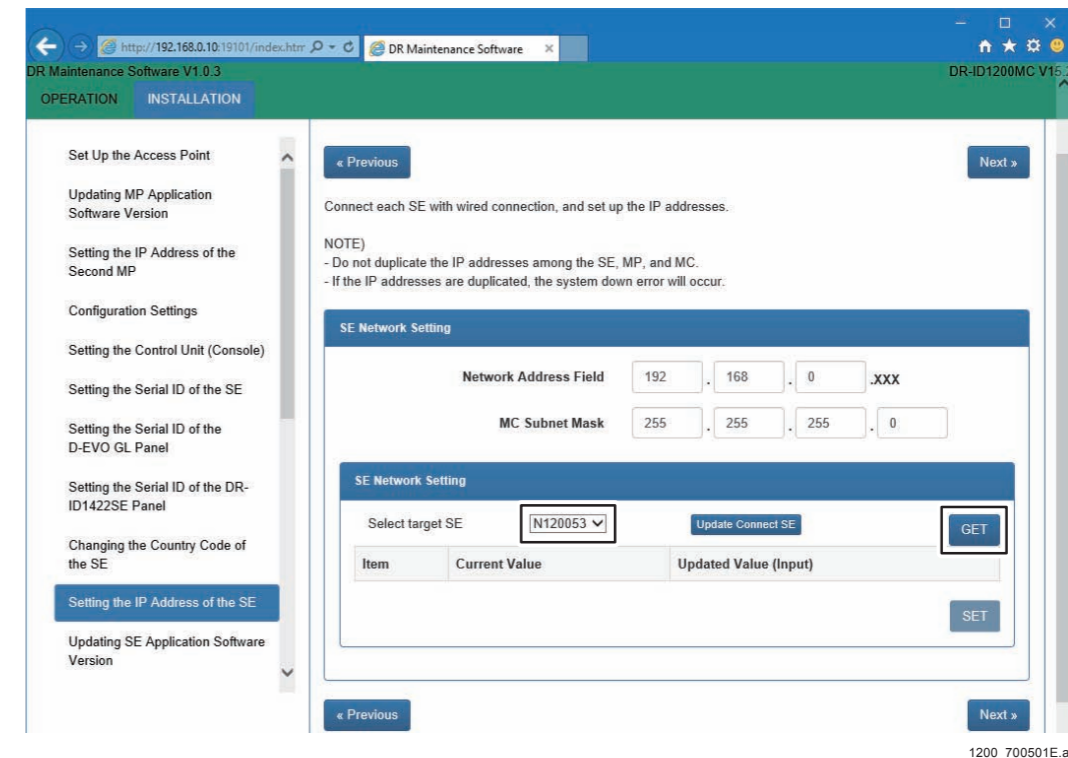 http://192.168.0.10:19101/index.htm
DR Maintenance Software
DR Maintenance Software V1.0.3
DR-ID1200MC V15.
OPERATION
INSTALLATION
Set Up the Access Point
Updating MP Application
Software Version
Setting the IP Address of the
Second MP
Configuration Settings
Setting the Control Unit (Console)
Setting the Serial ID of the SE
Setting the Serial ID of the
D-EVO GL Panel
Setting the Serial ID of the DR-
ID1422SE Panel
Changing the Country Code of
the SE
Setting the IP Address of the SE
Updating SE Application Software
Version
« Previous
Next »
Connect each SE with wired connection, and set up the IP addresses.
NOTE)
- Do not duplicate the IP addresses among the SE, MP, and MC.
- If the IP addresses are duplicated, the system down error will occur.
SE Network Setting
Network Address Field 192 . 168 . 0 .XXX
MC Subnet Mask 255 . 255 . 255 . 0
SE Network Setting
Select target SE N120053 Update Connect SE GET
Item Current Value Updated Value (Input)
SET
« Previous
Next »
1200_700501E.a